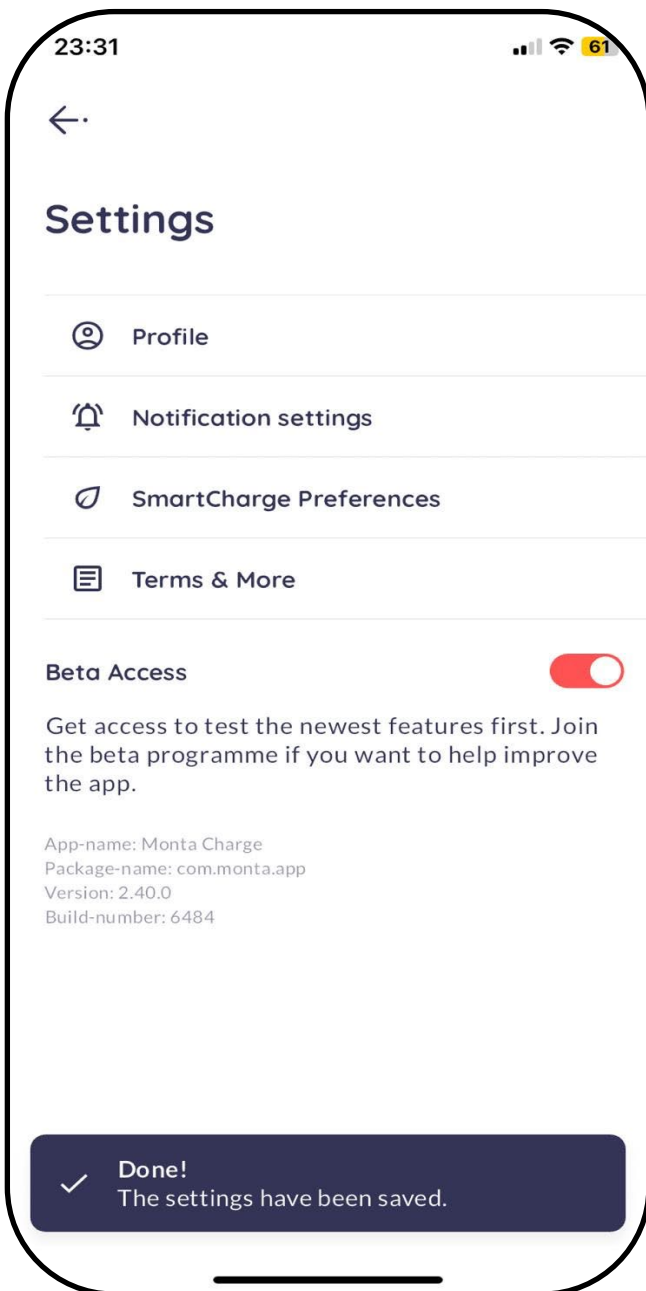 23:31
61
Settings
Profile
Notification settings
SmartCharge Preferences
Terms & More
Beta Access
Get access to test the newest features first. Join
the beta programme if you want to help improve
the app.
App-name: Monta Charge
Package-name: com.monta.app
Version: 2.40.0
Build-number: 6484
Done!
The settings have been saved.